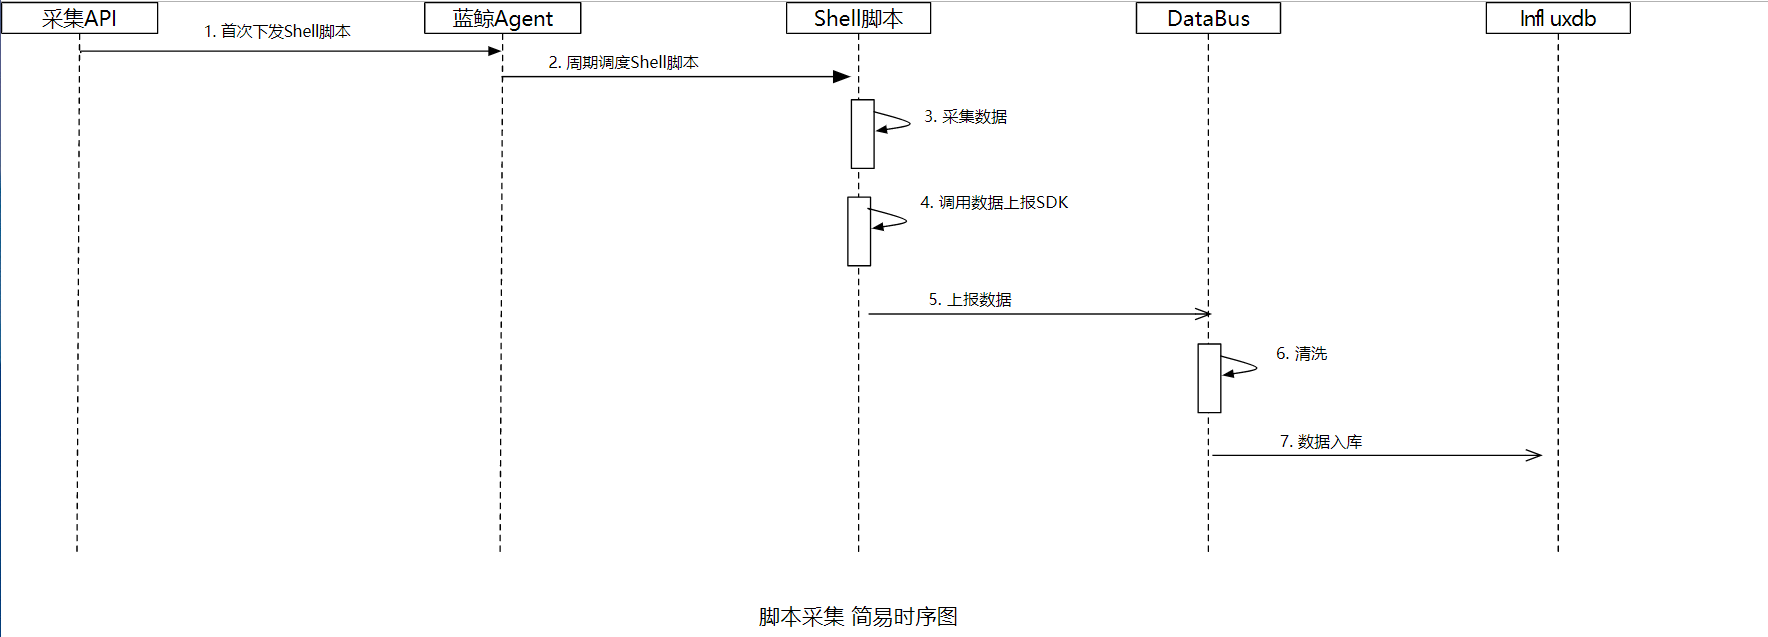 采集API
蓝鲸Agent
Shell脚本
DataBus
Influxdb
1. 首次下发Shell脚本
2. 周期调度Shell脚本
3. 采集数据
4. 调用数据上报SDK
5. 上报数据
6. 清洗
7. 数据入库
脚本采集 简易时序图